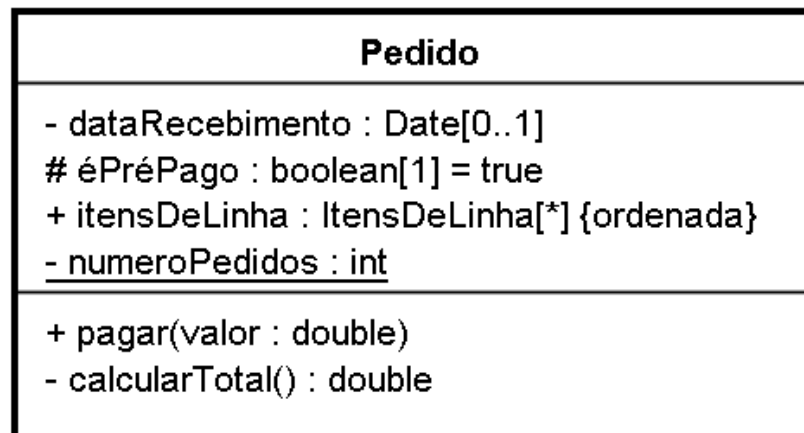 Pedido
- dataRecebimento : Date[0..1]
# éPréPago : boolean[1] = true
+ itensDeLinha : ItensDeLinha[*] {ordenada}
- numeroPedidos : int
+ pagar(valor : double)
- calcularTotal() : double